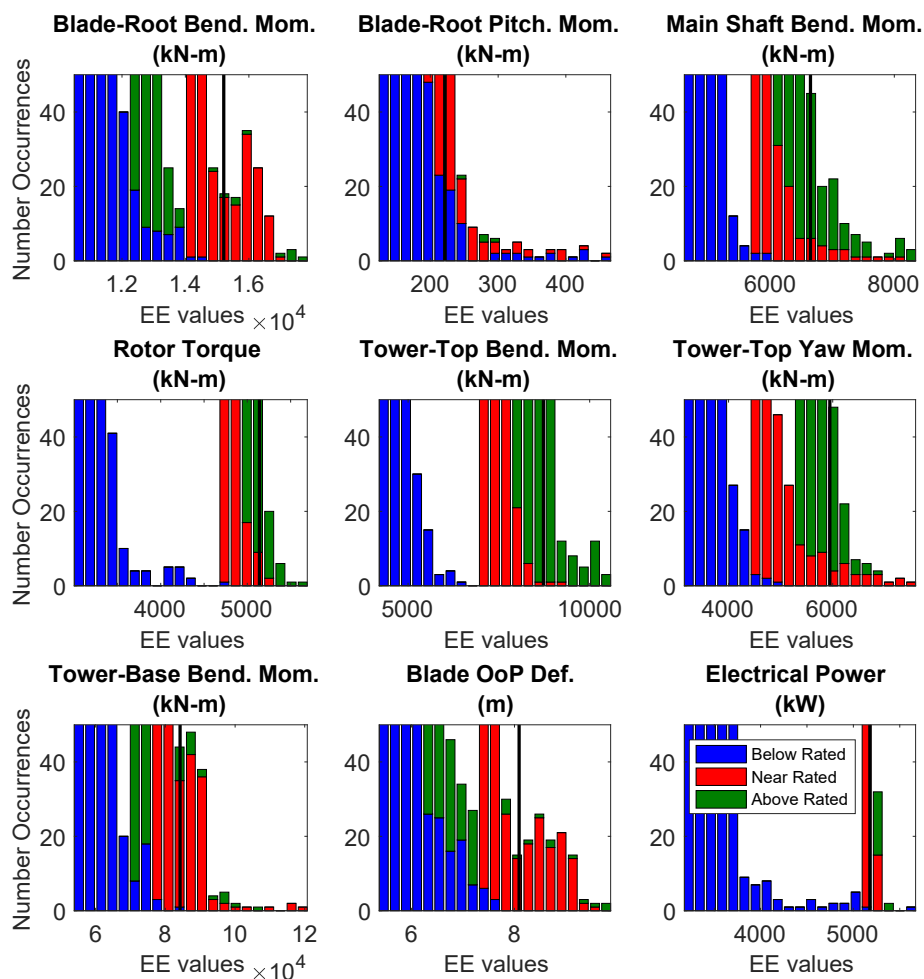 Blade-Root Bend. Mom.
(kN-m)
Blade-Root Pitch. Mom.
(kN-m)
Main Shaft Bend. Mom.
(kN-m)
Number Occurrences
40
20
0
1.2
1.4
1.6
EE values
×10⁴
40
20
0
200
300
400
EE values
40
20
0
6000
8000
EE values
Rotor Torque
(kN-m)
Tower-Top Bend. Mom.
(kN-m)
Tower-Top Yaw Mom.
(kN-m)
Number Occurrences
40
20
0
4000
5000
EE values
40
20
0
5000
10000
EE values
40
20
0
4000
6000
EE values
Tower-Base Bend. Mom.
(kN-m)
Blade OoP Def.
(m)
Electrical Power
(kW)
Number Occurrences
40
20
0
6
8
10
12
EE values
×10⁴
40
20
0
6
8
EE values
40
20
0
4000
5000
EE values
Below Rated
Near Rated
Above Rated